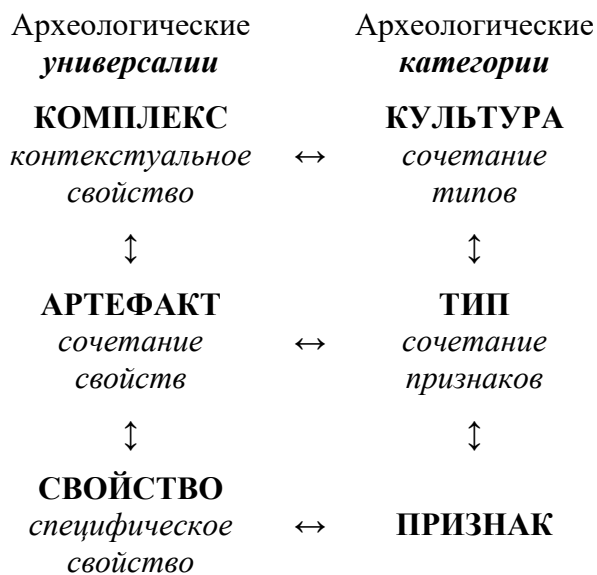 Археологические Археологические
универсалии категории
КОМПЛЕКС КУЛЬТУРА
контекстуальное ↔ сочетание
свойство типов
↕ ↕
АРТЕФАКТ ТИП
сочетание ↔ сочетание
свойств признаков
↕ ↕
СВОЙСТВО
специфическое ↔ ПРИЗНАК
свойство